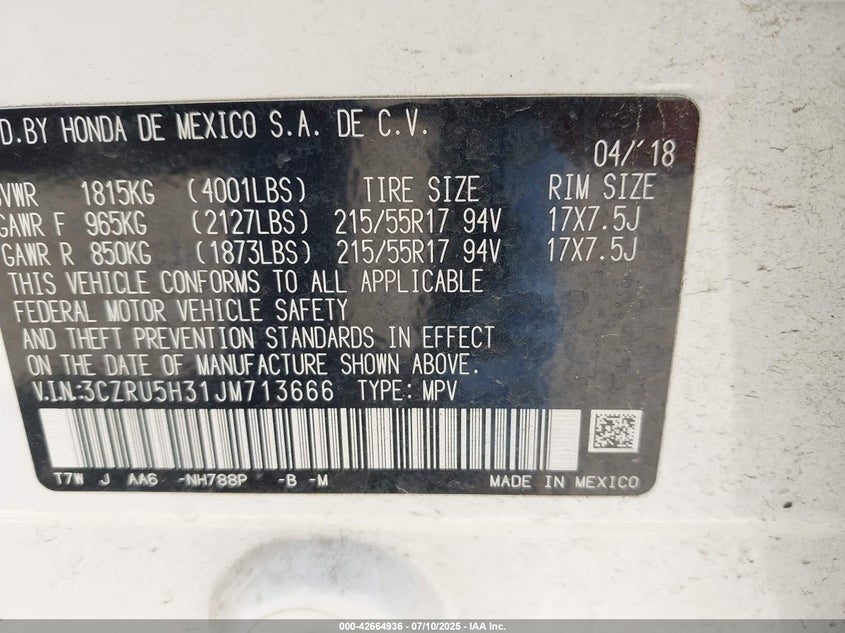 D.BY HONDA DE MEXICO S.A. DE C.V.
04/'18
VWR 1815KG (4001LBS) TIRE SIZE RIM SIZE
GAWR F 965KG (2127LBS) 215/55R17 94V 17X7.5J
GAWR R 850KG (1873LBS) 215/55R17 94V 17X7.5J
THIS VEHICLE CONFORMS TO ALL APPLICABLE
FEDERAL MOTOR VEHICLE SAFETY
AND THEFT PREVENTION STANDARDS IN EFFECT
ON THE DATE OF MANUFACTURE SHOWN ABOVE.
V.I.N.:3CZRU5H31JM713666 TYPE: MPV
T7W J AA6 -NH788P -B -M MADE IN MEXICO
000-42664936 - 07/10/2025 - IAA Inc.